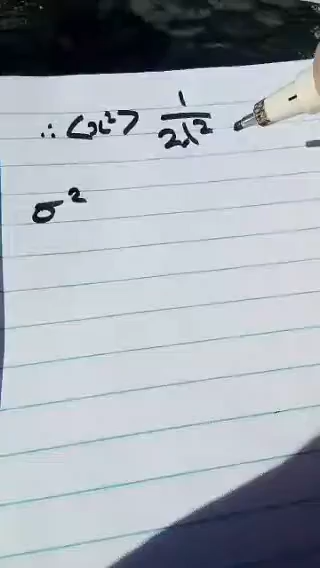 ∴ <x²> 1/2λ²
σ²